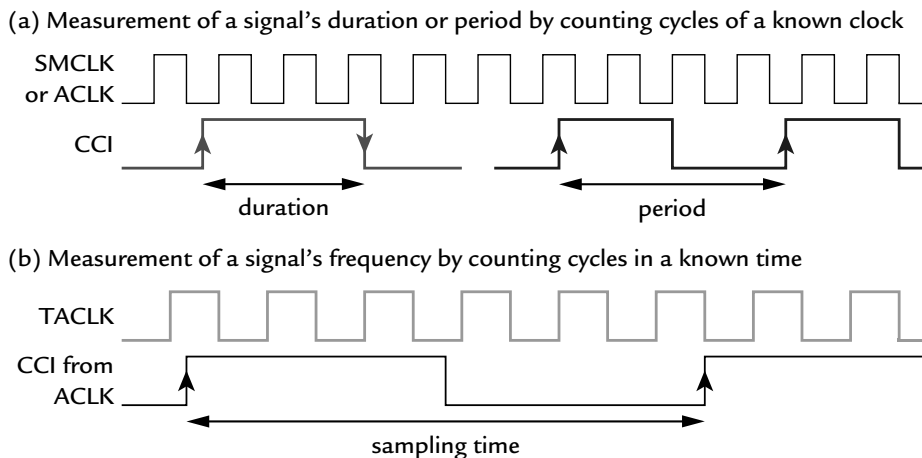 (a) Measurement of a signal’s duration or period by counting cycles of a known clock
SMCLK
or ACLK
CCI
duration
period
(b) Measurement of a signal’s frequency by counting cycles in a known time
TACLK
CCI from
ACLK
sampling time